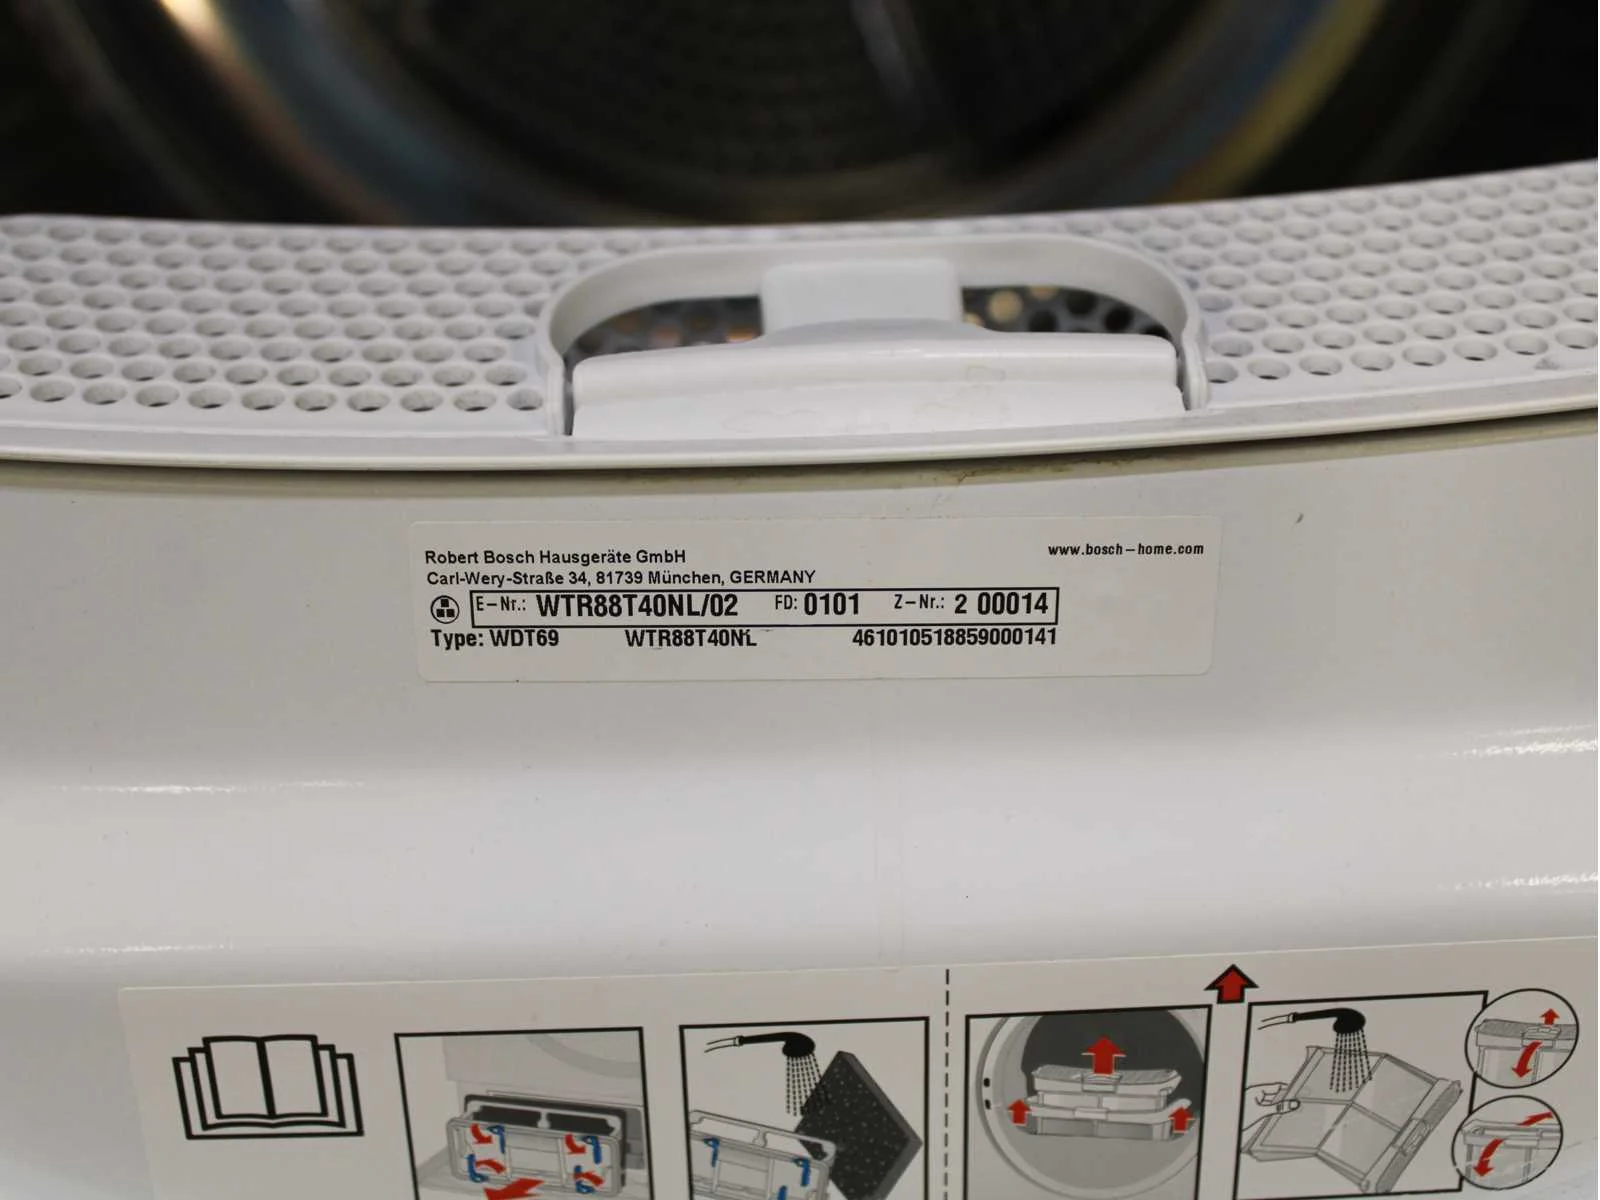 Robert Bosch Hausgeräte GmbH
www.bosch-home.com
Carl-Wery-Straße 34, 81739 München, GERMANY
E-Nr.: WTR88T40NL/02 FD: 0101 Z-Nr.: 2 00014
Type: WDT69 WTR88T40NL 461010518859000141